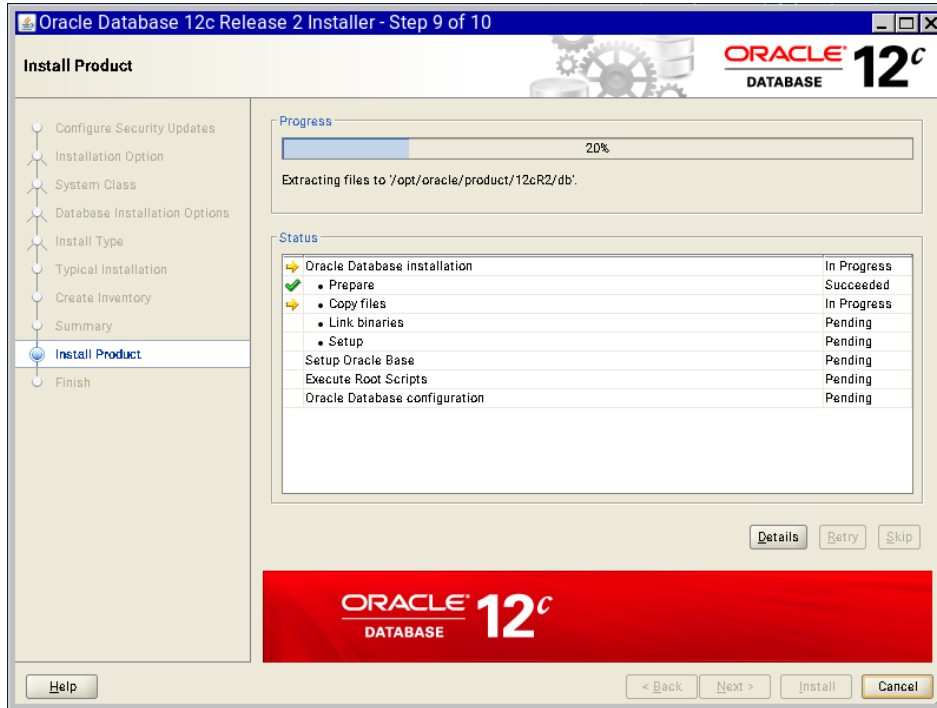 Oracle Database 12c Release 2 Installer - Step 9 of 10
Install Product
ORACLE®
DATABASE
12c
Configure Security Updates
Installation Option
System Class
Database Installation Options
Install Type
Typical Installation
Create Inventory
Summary
Install Product
Finish
Progress
20%
Extracting files to '/opt/oracle/product/12cR2/db'.
Status
Oracle Database installation In Progress
• Prepare Succeeded
• Copy files In Progress
• Link binaries Pending
• Setup Pending
Setup Oracle Base Pending
Execute Root Scripts Pending
Oracle Database configuration Pending
Details Retry Skip
ORACLE®
DATABASE
12c
Help < Back Next > Install Cancel